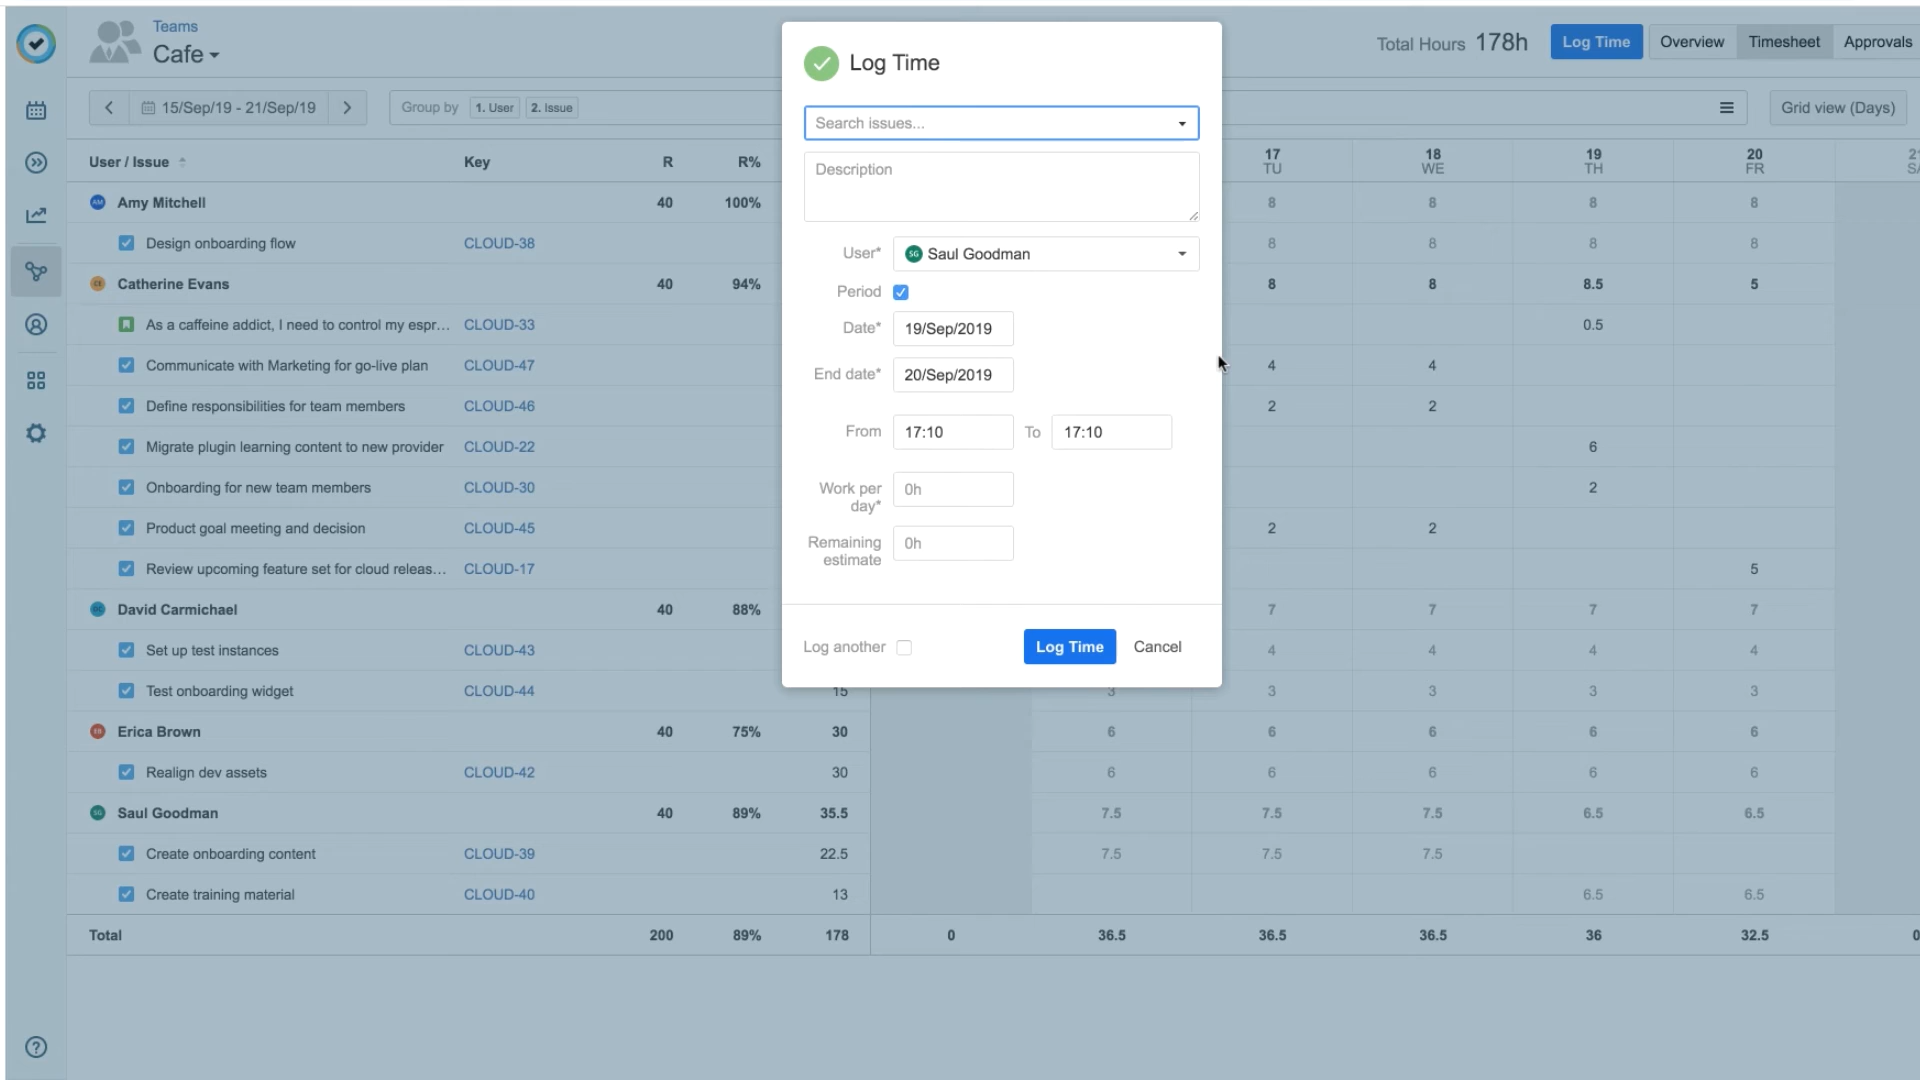 Teams
Cafe
Total Hours 178h
Log Time
Overview
Timesheet
Approvals
15/Sep/19 - 21/Sep/19
Group by 1. User 2. Issue
Grid view (Days)
User / Issue Key R R% 17 18 19 20
TU WE TH FR
Amy Mitchell 40 100% 8 8 8 8
Design onboarding flow CLOUD-38 8 8 8 8
Catherine Evans 40 94% 8 8 8.5 5
As a caffeine addict, I need to control my espr... CLOUD-33 0.5
Communicate with Marketing for go-live plan CLOUD-47 4 4
Define responsibilities for team members CLOUD-46 2 2
Migrate plugin learning content to new provider CLOUD-22 6
Onboarding for new team members CLOUD-30 2
Product goal meeting and decision CLOUD-45 2 2
Review upcoming feature set for cloud releas... CLOUD-17 5
David Carmichael 40 88% 7 7 7 7
Set up test instances CLOUD-43 4 4 4 4
Test onboarding widget CLOUD-44 15 3 3 3 3 3
Erica Brown 40 75% 30 6 6 6 6 6
Realign dev assets CLOUD-42 30 6 6 6 6 6
Saul Goodman 40 89% 35.5 7.5 7.5 7.5 6.5 6.5
Create onboarding content CLOUD-39 22.5 7.5 7.5 7.5
Create training material CLOUD-40 13 6.5 6.5
Total 200 89% 178 0 36.5 36.5 36.5 36 32.5 0
Log Time
Search issues...
Description
User* SG Saul Goodman
Period
Date* 19/Sep/2019
End date* 20/Sep/2019
From 17:10 To 17:10
Work per
day* 0h
Remaining
estimate 0h
Log another
Log Time
Cancel